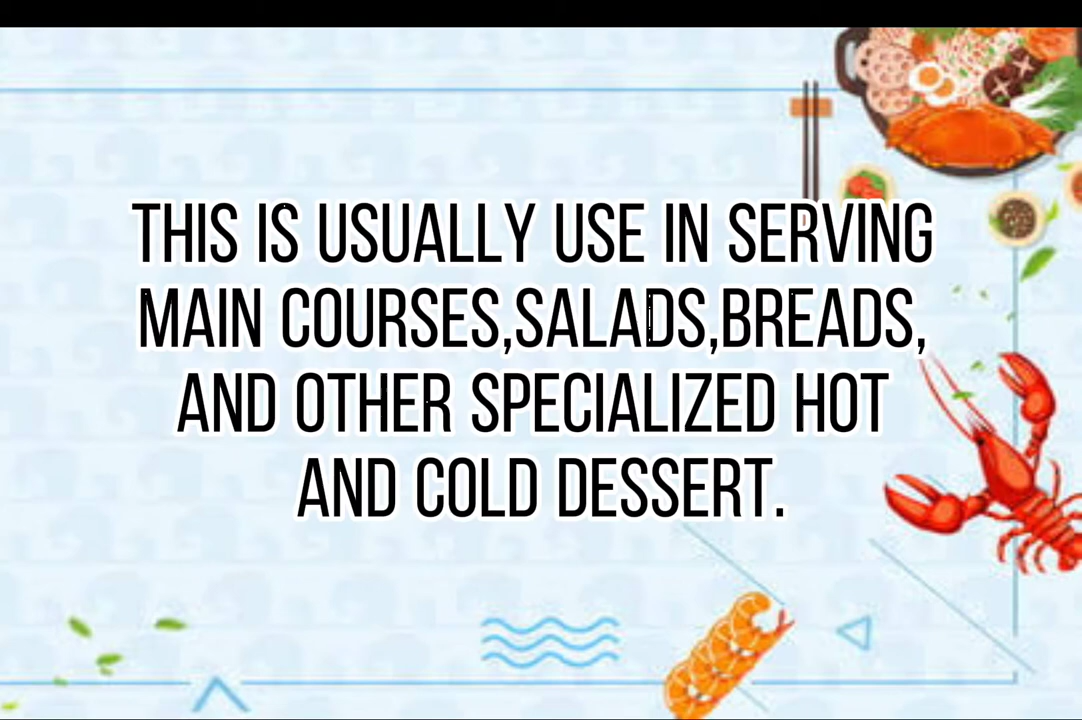 THIS IS USUALLY USE IN SERVING
MAIN COURSES,SALADS,BREADS,
AND OTHER SPECIALIZED HOT
AND COLD DESSERT.